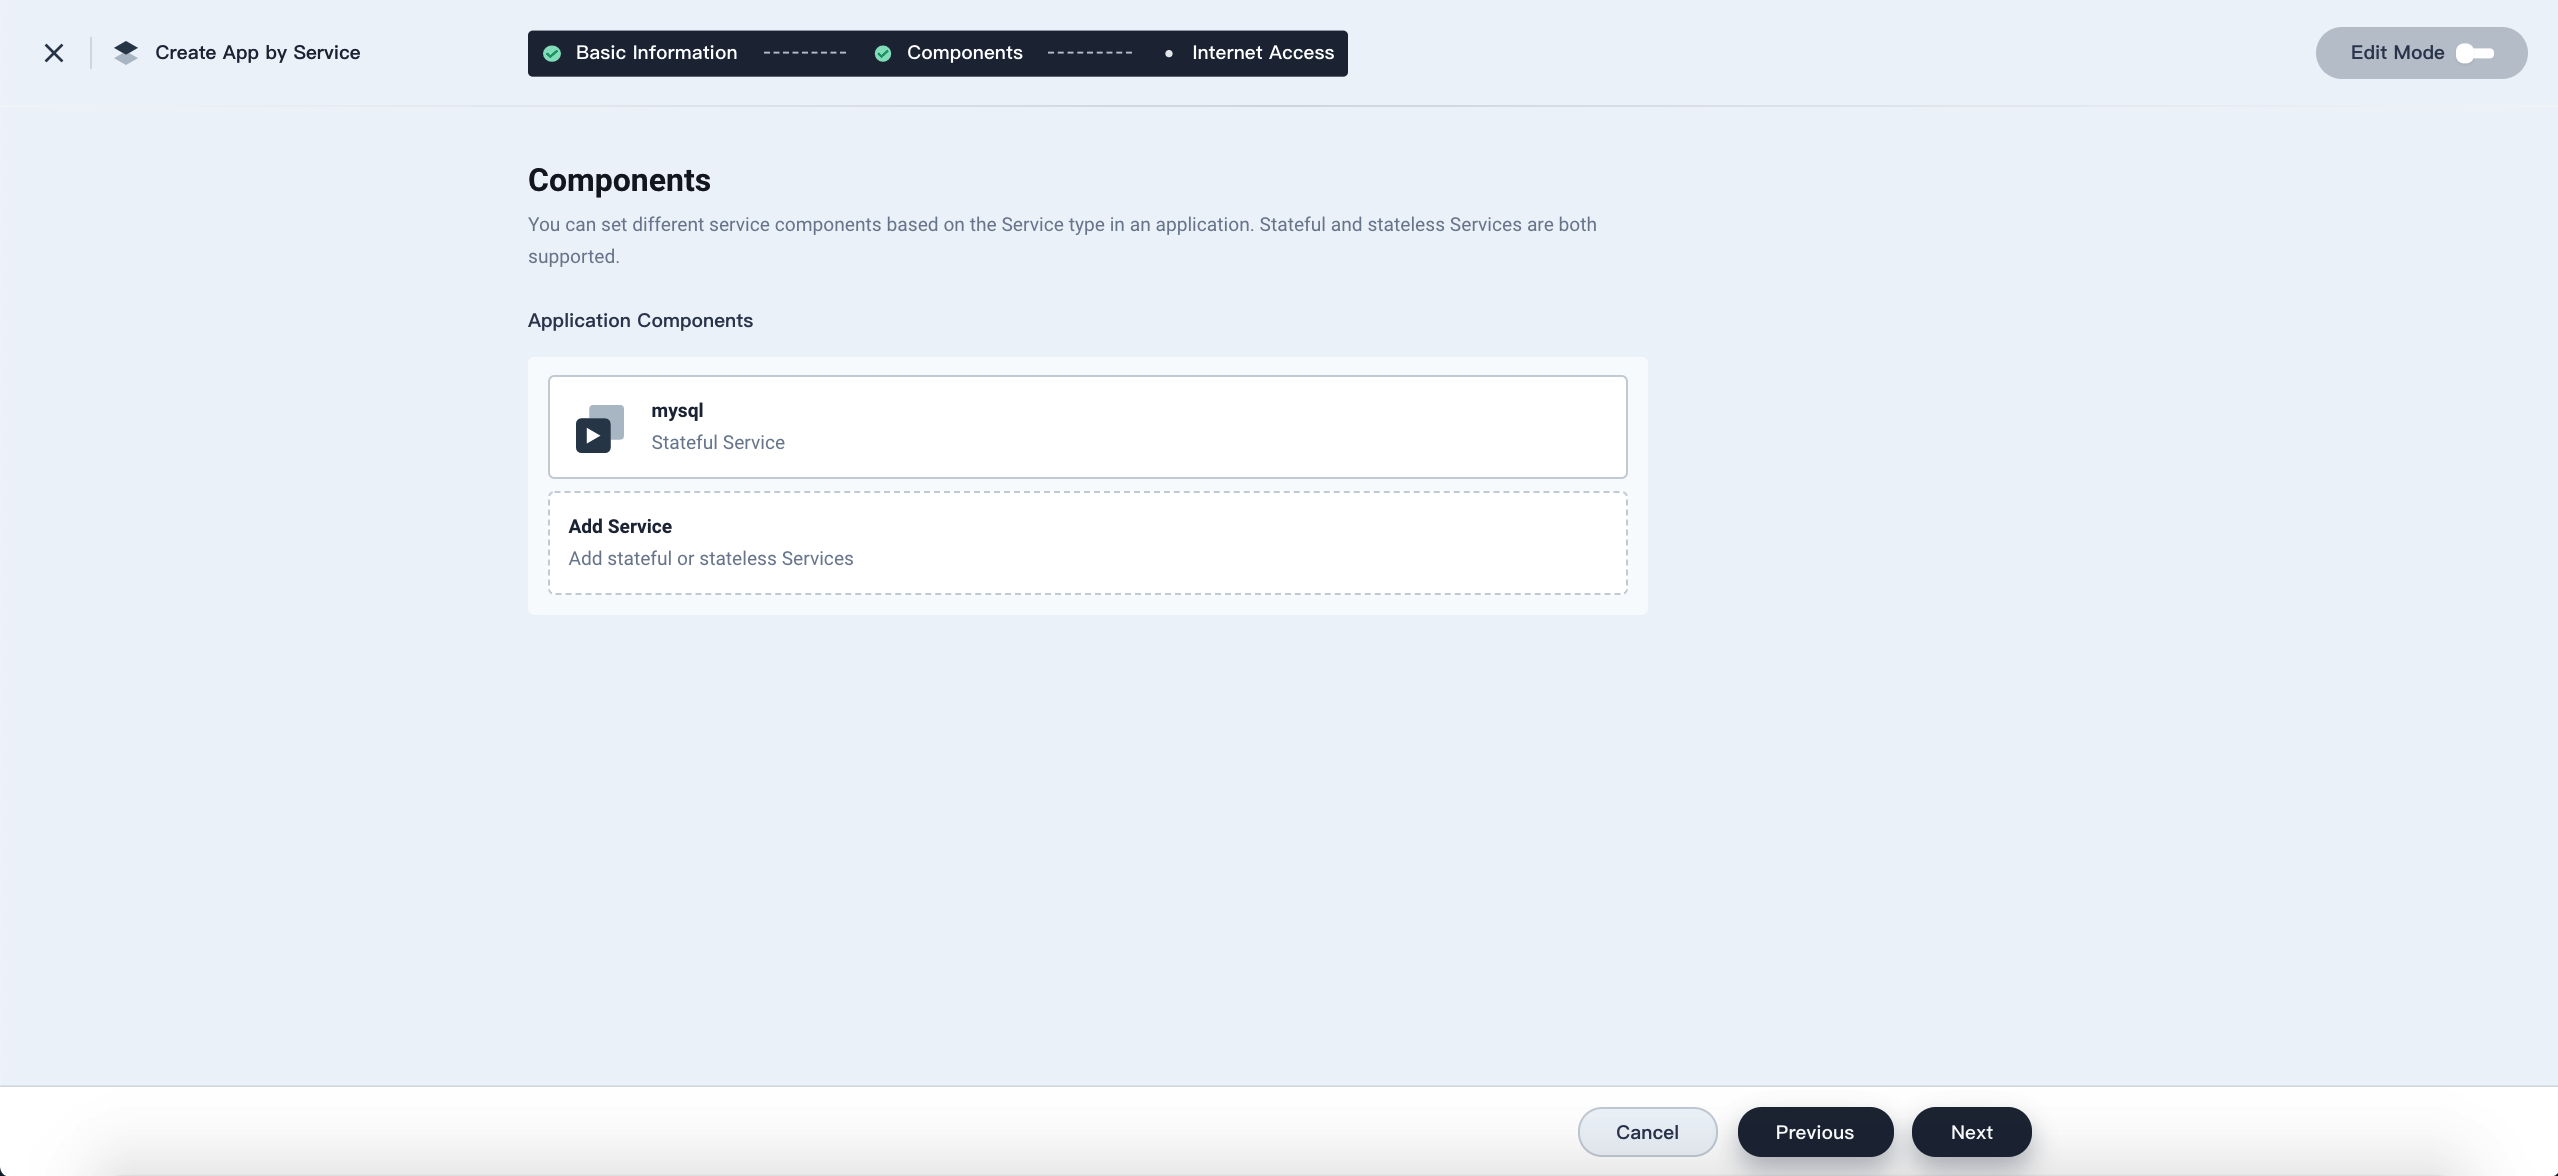 Create App by Service
Basic Information
Components
Internet Access
Edit Mode
Components
You can set different service components based on the Service type in an application. Stateful and stateless Services are both
supported.
Application Components
mysql
Stateful Service
Add Service
Add stateful or stateless Services
Cancel
Previous
Next